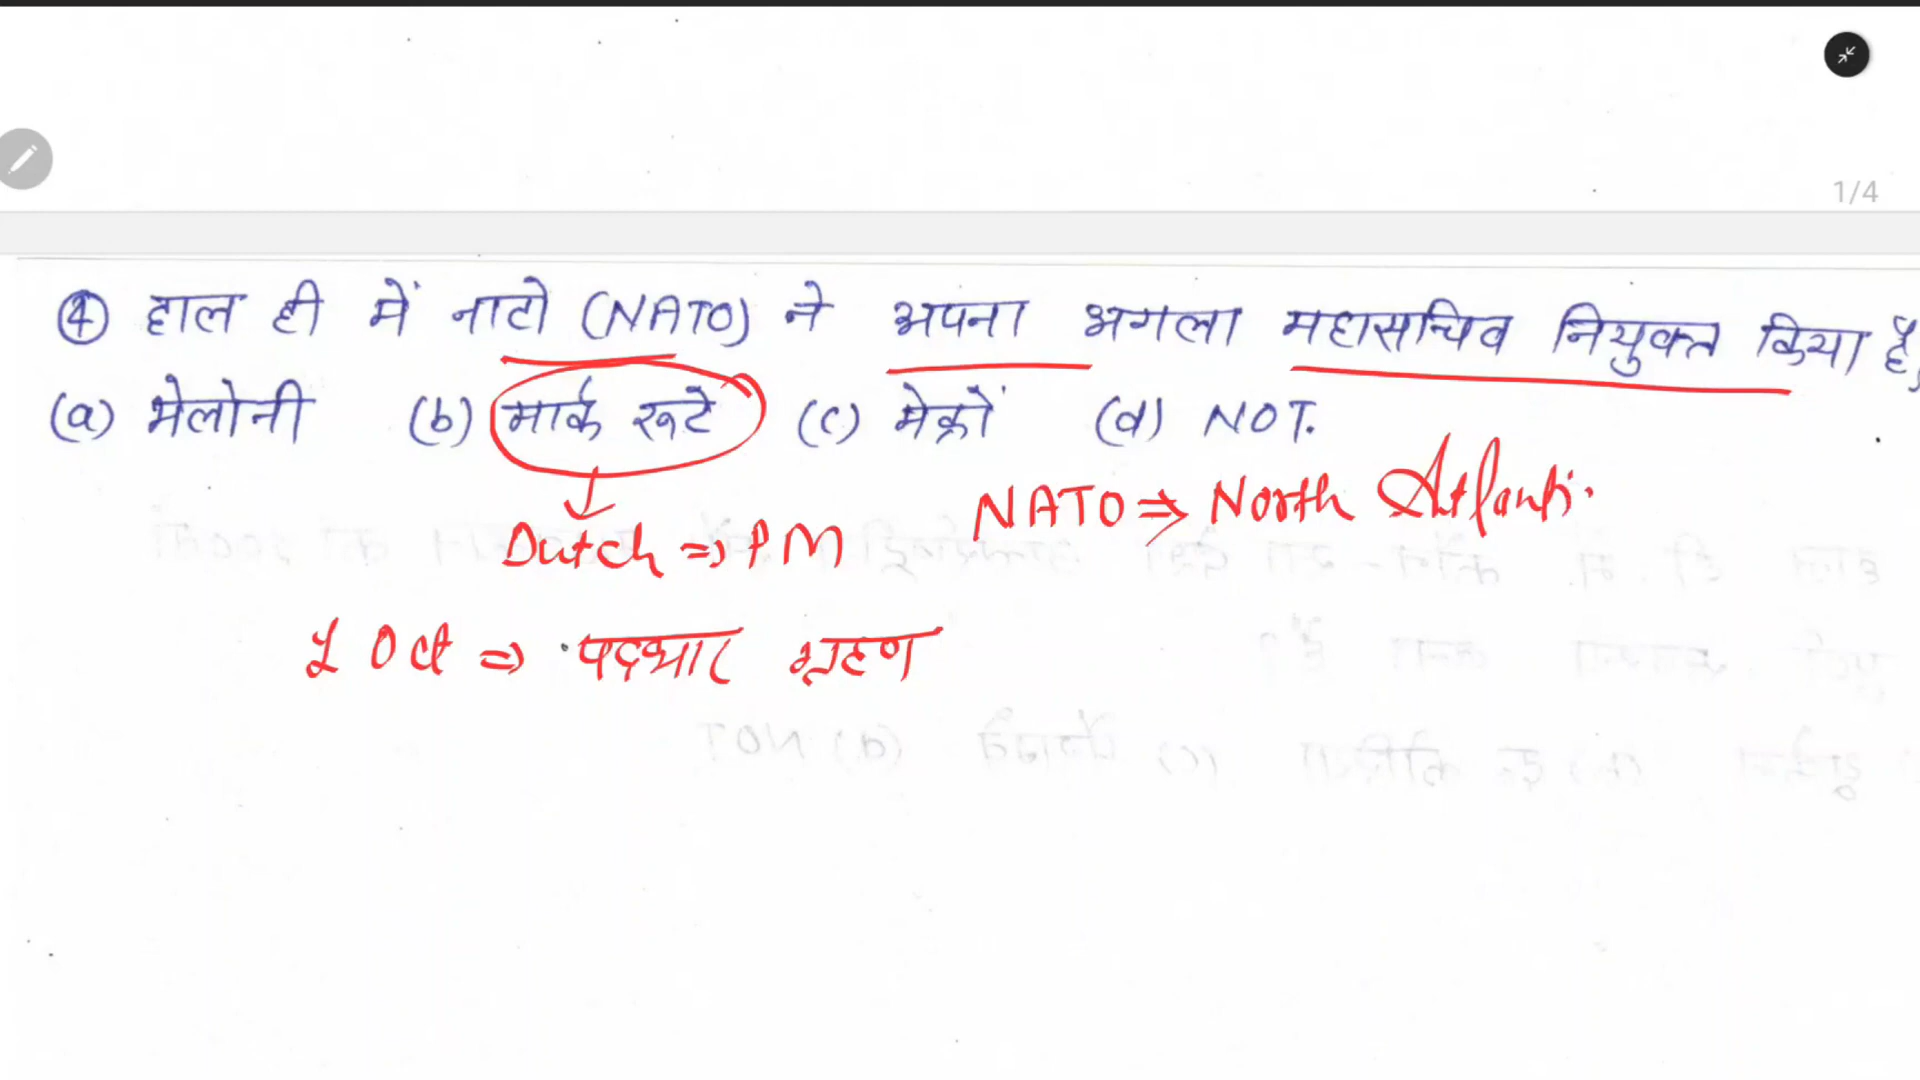 1/4
④ हाल ही में नाटो (NATO) ने अपना अगला महासचिव नियुक्त किया है,
(a) मेलोनी (b) मार्क रूटे (c) मेक्रों (d) NOT.
NATO ⇒ North Atlanti
Dutch ⇒ PM
1 Oct ⇒ पदभार ग्रहण